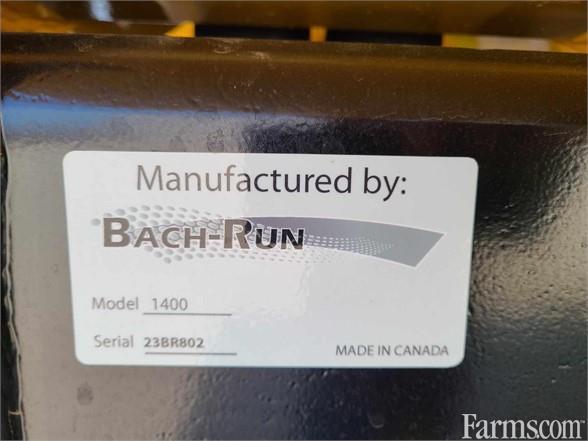 Manufactured by:
BACH-RUN
Model 1400
Serial 23BR802
MADE IN CANADA
Farms.com